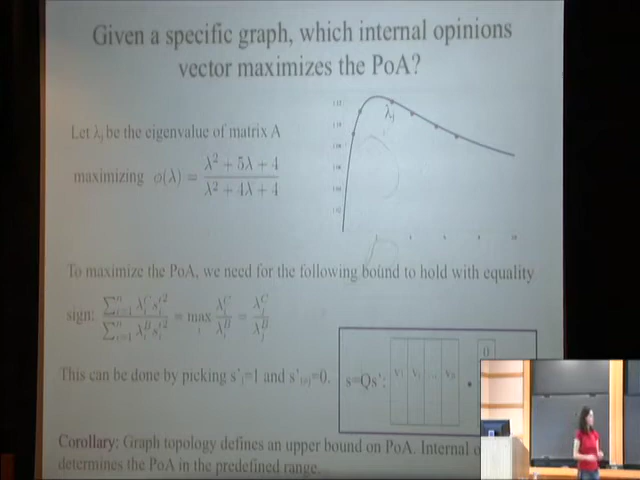 Given a specific graph, which internal opinions
vector maximizes the PoA?
Let λj be the eigenvalue of matrix A
maximizing φ(λ) = (λ² + 5λ + 4) / (λ² + 4λ + 4)
λj
To maximize the PoA, we need for the following bound to hold with equality
sign:
This can be done by picking s'j=1 and
s=Qs':
0
Corollary: Graph topology defines an upper bound on PoA. Internal
determines the PoA in the predefined range.